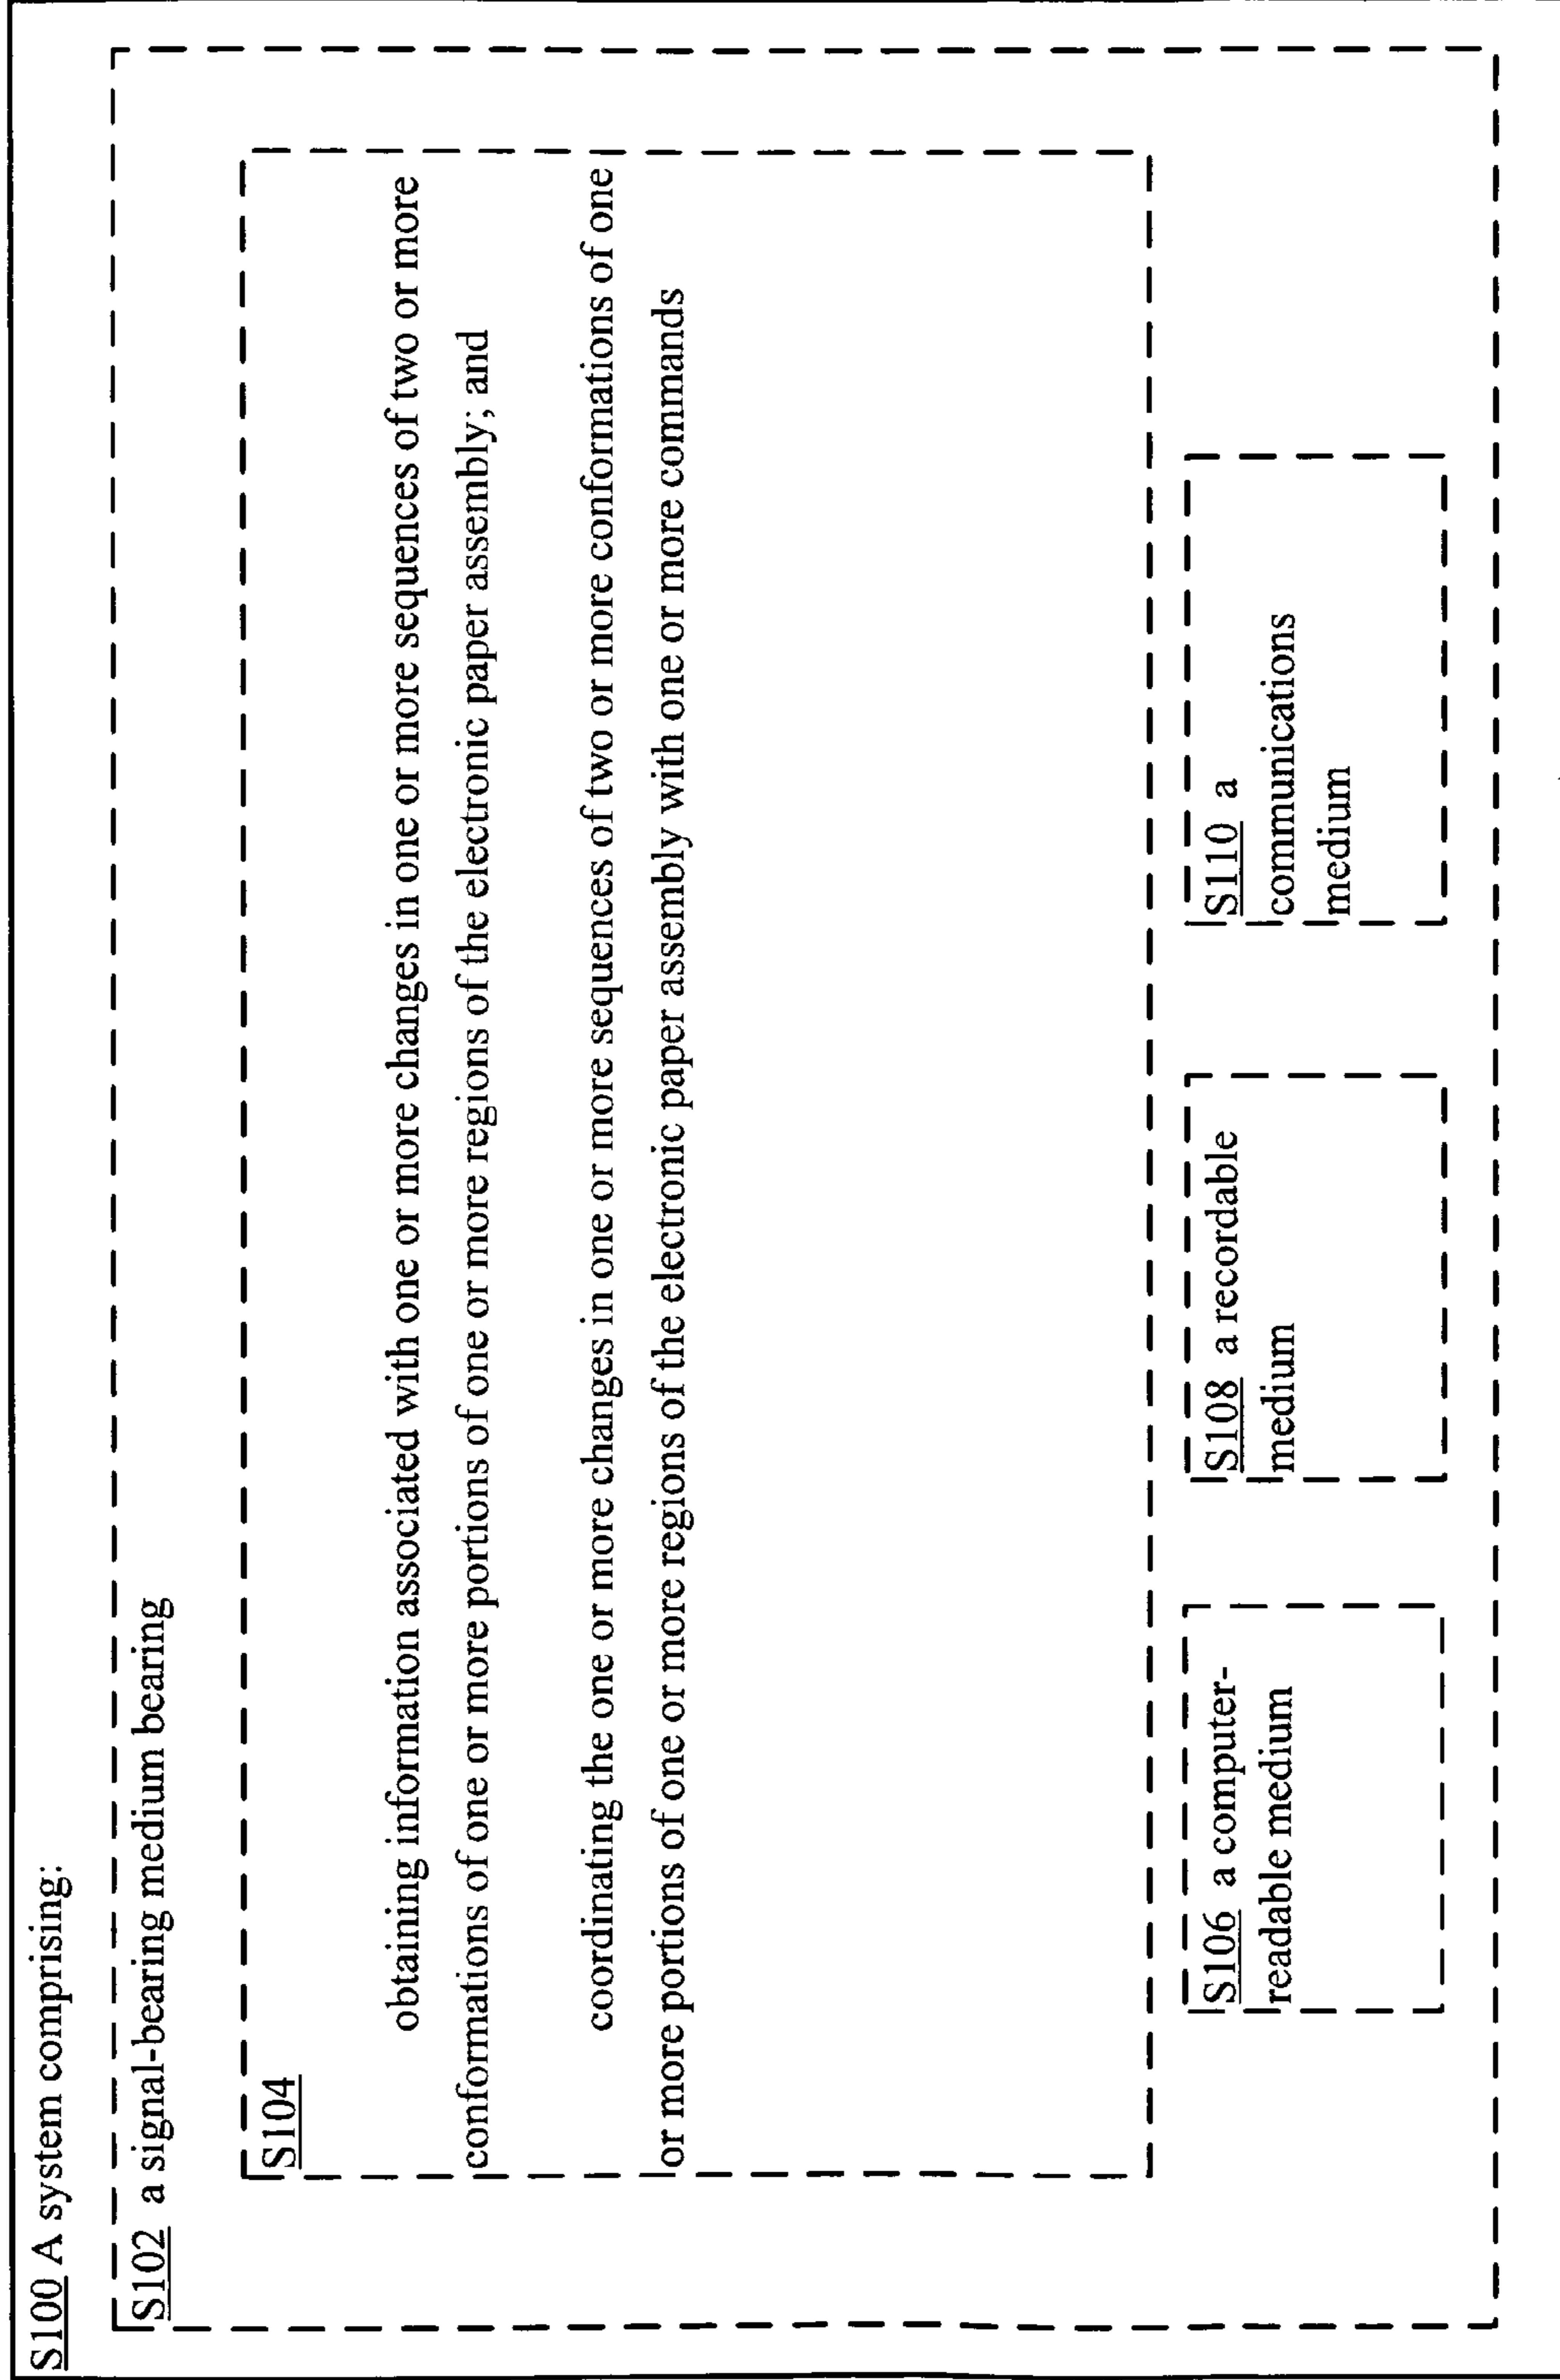 S100 A system comprising:
S102 a signal-bearing medium bearing
S104
obtaining information associated with one or more changes in one or more sequences of two or more
conformations of one or more portions of one or more regions of the electronic paper assembly; and
coordinating the one or more changes in one or more sequences of two or more conformations of one
or more portions of one or more regions of the electronic paper assembly with one or more commands
S106 a computer-
readable medium
S108 a recordable
medium
S110 a
communications
medium